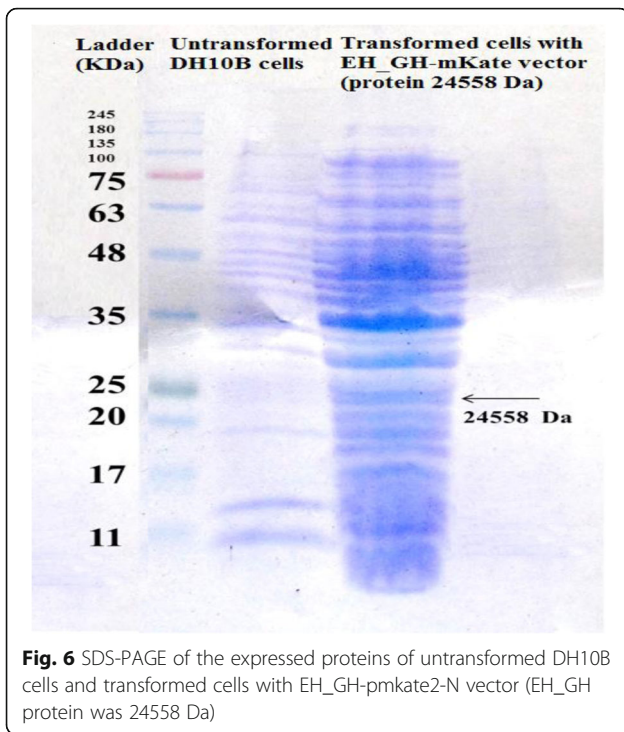 Ladder Untransformed Transformed cells with
(KDa) DH10B cells EH_GH-mKate vector
(protein 24558 Da)
245
180
135
100
75
63
48
35
25
24558 Da
20
17
11
Fig. 6 SDS-PAGE of the expressed proteins of untransformed DH10B
cells and transformed cells with EH_GH-pmkate2-N vector (EH_GH
protein was 24558 Da)